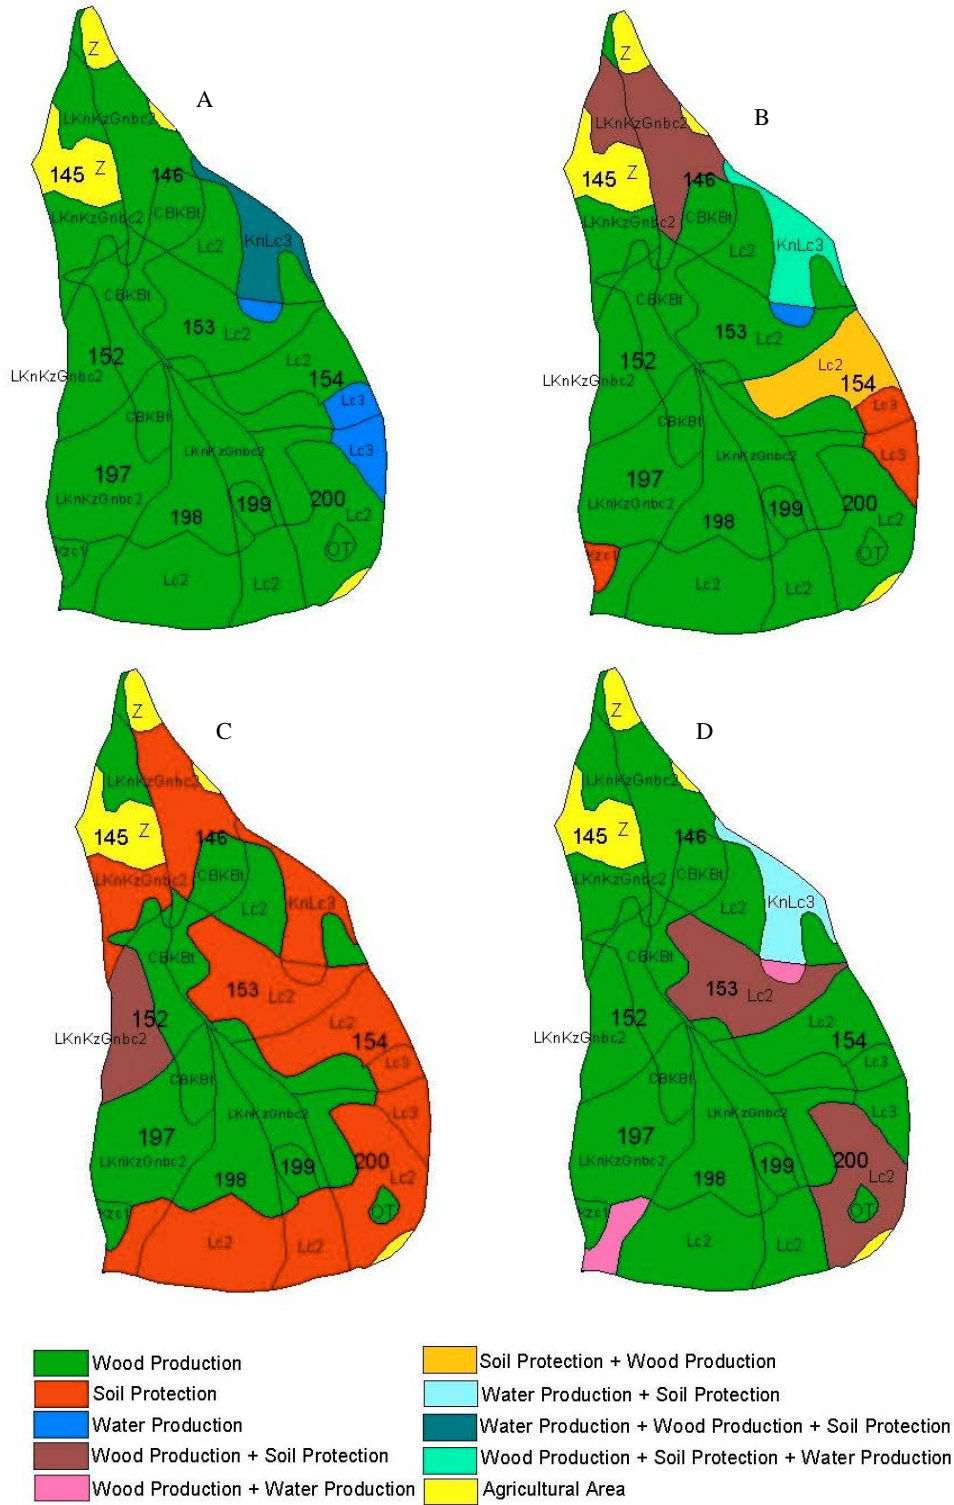 A
Z
LKnKzGnbc2
145 Z
146
LKnKzGnbc2
CBKBt
Lc2
KnLc3
CBKBt
153 Lc2
152
LKnKzGnbc2
Lc2
154
Lc3
CBKBt
Lc3
LKnKzGnbc2
197
LKnKzGnbc2
198
199
200
Lc2
Kzc1
OT
Lc2
Lc2
B
Z
LKnKzGnbc2
145 Z
146
LKnKzGnbc2
CBKBt
Lc2
KnLc3
CBKBt
153 Lc2
152
LKnKzGnbc2
Lc2
154
Lc3
CBKBt
Lc3
LKnKzGnbc2
197
LKnKzGnbc2
198
199
200
Lc2
Kzc1
OT
Lc2
Lc2
C
Z
LKnKzGnbc2
145 Z
146
LKnKzGnbc2
CBKBt
Lc2
KnLc3
CBKBt
153 Lc2
152
LKnKzGnbc2
Lc2
154
Lc3
CBKBt
Lc3
LKnKzGnbc2
197
LKnKzGnbc2
198
199
200
Lc2
Kzc1
OT
Lc2
Lc2
D
Z
LKnKzGnbc2
145 Z
146
LKnKzGnbc2
CBKBt
Lc2
KnLc3
CBKBt
153 Lc2
152
LKnKzGnbc2
Lc2
154
Lc3
CBKBt
Lc3
LKnKzGnbc2
197
LKnKzGnbc2
198
199
200
Lc2
Kzc1
OT
Lc2
Lc2
Wood Production
Soil Protection
Water Production
Wood Production + Soil Protection
Wood Production + Water Production
Soil Protection + Wood Production
Water Production + Soil Protection
Water Production + Wood Production + Soil Protection
Wood Production + Soil Protection + Water Production
Agricultural Area